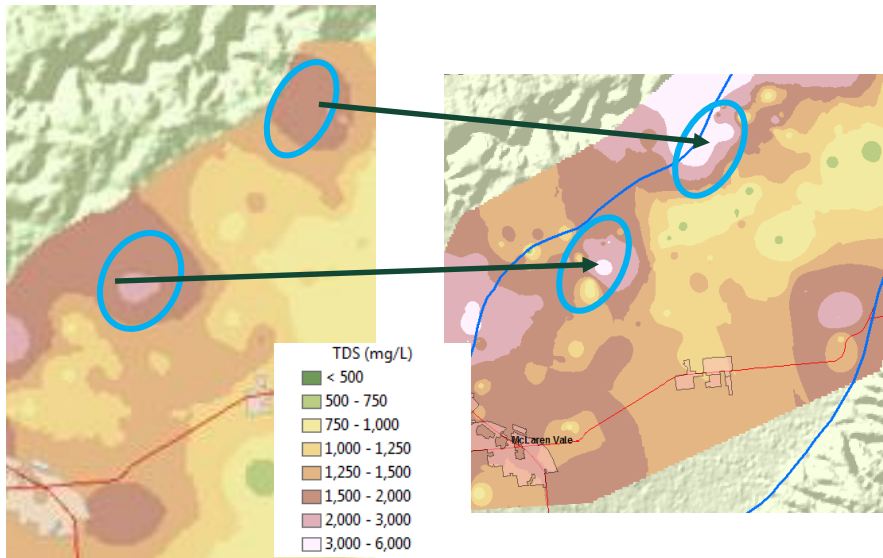 TDS (mg/L)
< 500
500 - 750
750 - 1,000
1,000 - 1,250
1,250 - 1,500
1,500 - 2,000
2,000 - 3,000
3,000 - 6,000
McLaren Vale